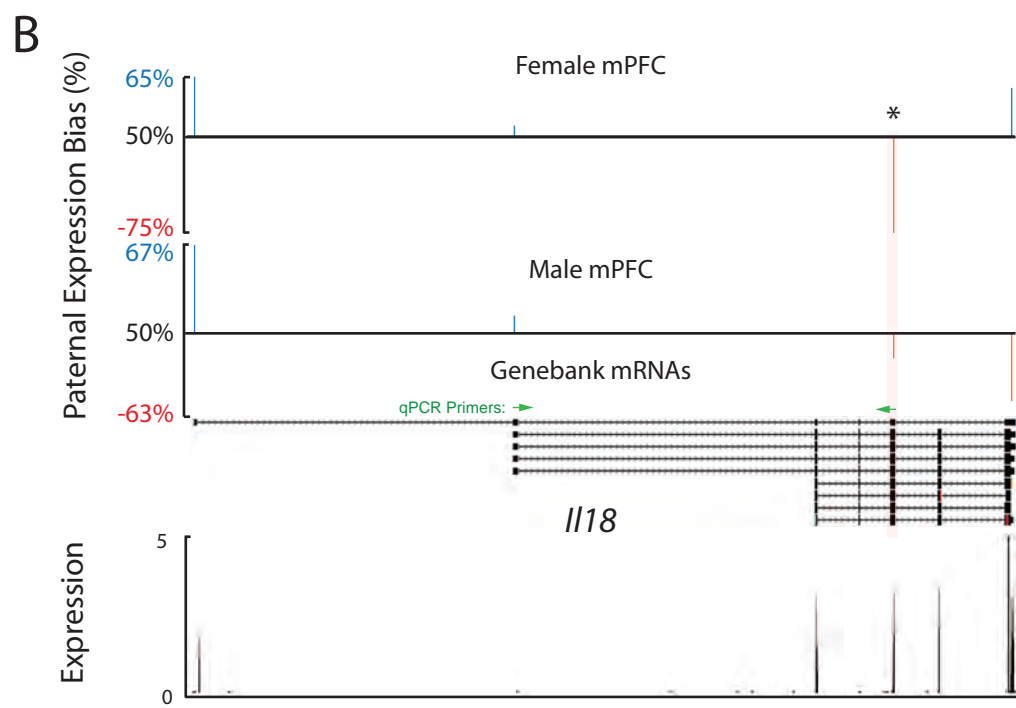 B
Paternal Expression Bias (%)
65%
Female mPFC
*
50%
-75%
67%
Male mPFC
50%
Genebank mRNAs
qPCR Primers:
-63%
Il18
Expression
5
0